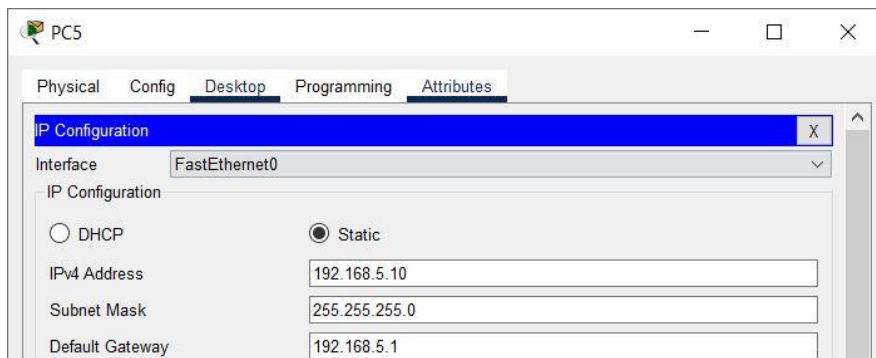 PC5
Physical Config Desktop Programming Attributes
IP Configuration X
Interface FastEthernet0
IP Configuration
DHCP Static
IPv4 Address 192.168.5.10
Subnet Mask 255.255.255.0
Default Gateway 192.168.5.1